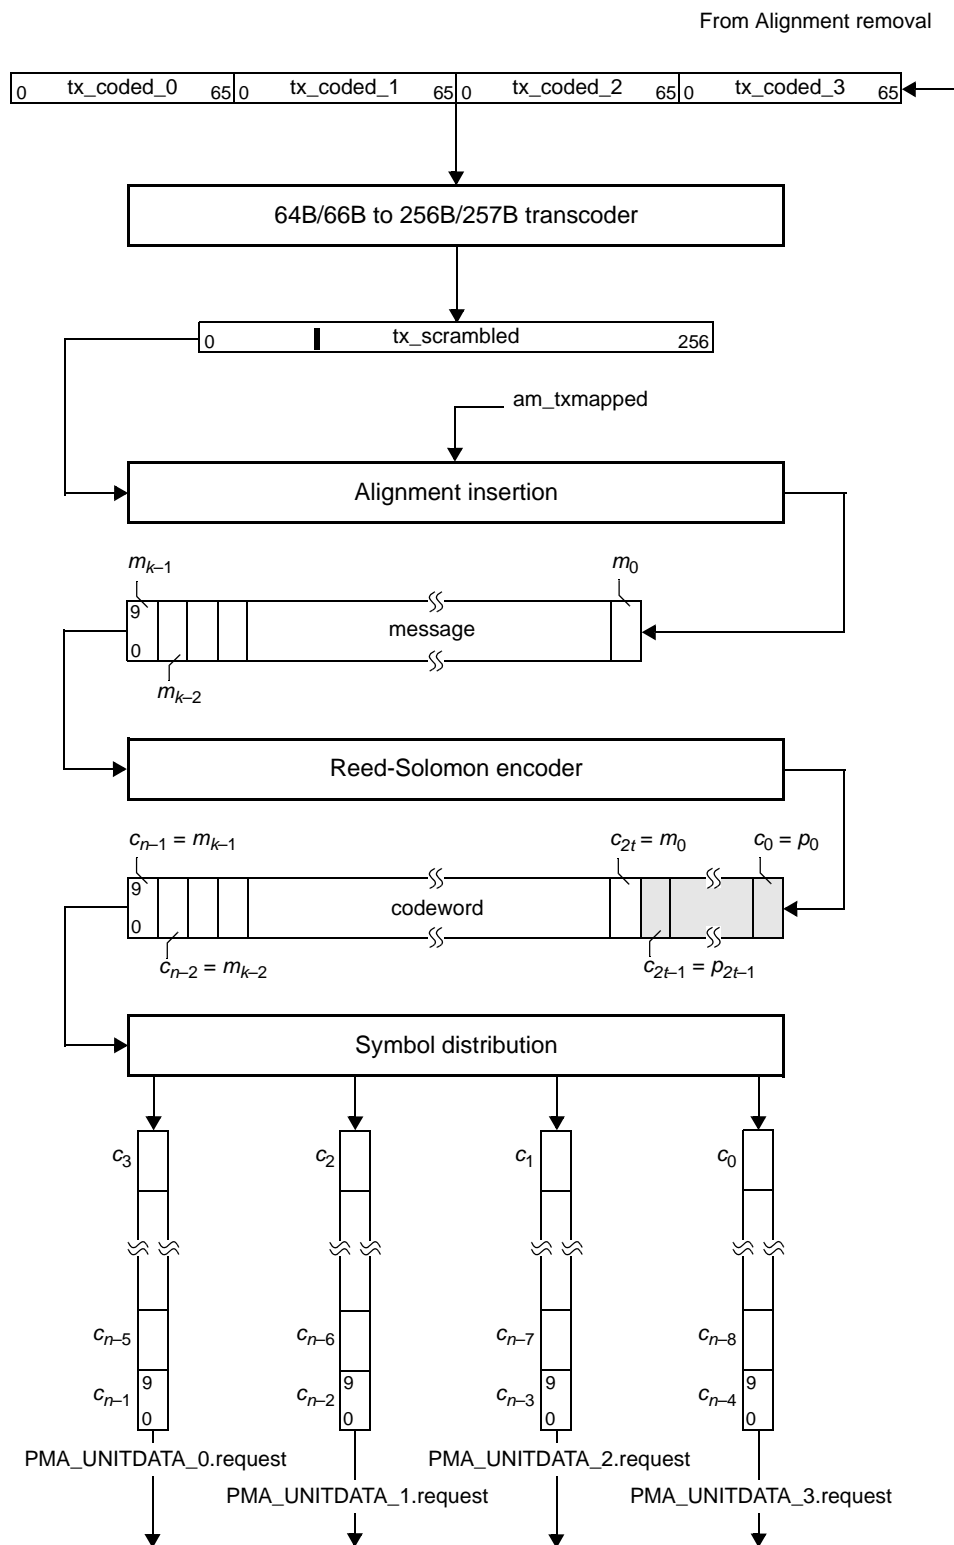 From Alignment removal
0 tx_coded_0 65 0 tx_coded_1 65 0 tx_coded_2 65 0 tx_coded_3 65
64B/66B to 256B/257B transcoder
0 tx_scrambled 256
am_txmapped
Alignment insertion
mk–1 m0
9
message
0
mk–2
Reed-Solomon encoder
cn–1 = mk–1 c2t = m0 c0 = p0
9
codeword
0
cn–2 = mk–2 c2t–1 = p2t–1
Symbol distribution
c3 c2 c1 c0
cn–5 cn–6 cn–7 cn–8
9 9 9 9
cn–1 cn–2 cn–3 cn–4
0 0 0 0
PMA_UNITDATA_0.request PMA_UNITDATA_2.request
PMA_UNITDATA_1.request PMA_UNITDATA_3.request